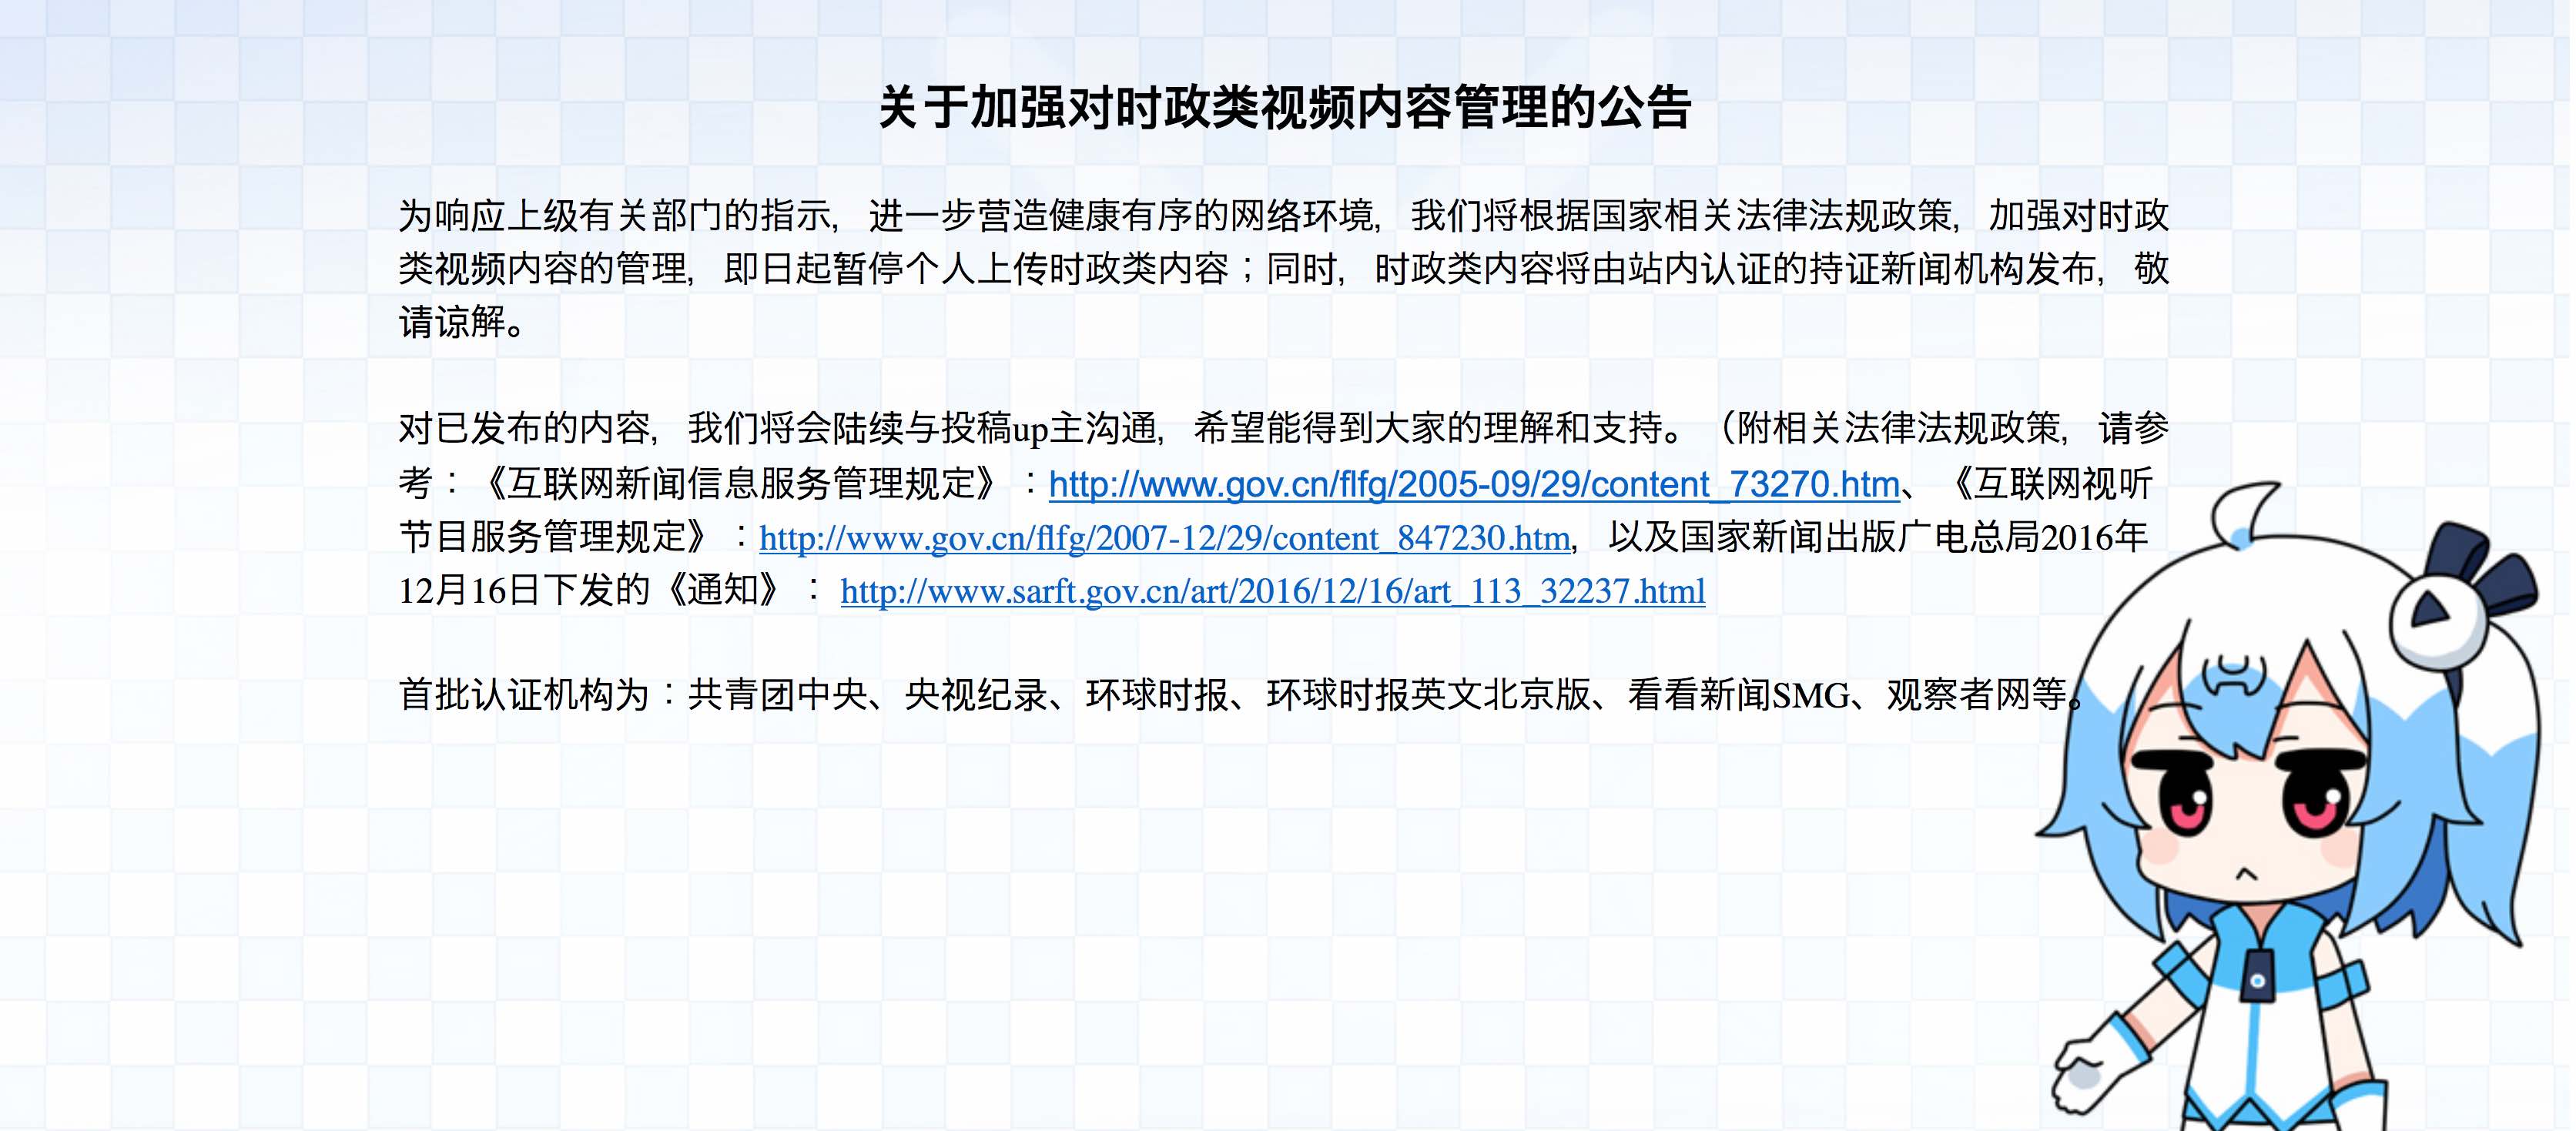 关于加强对时政类视频内容管理的公告
为响应上级有关部门的指示，进一步营造健康有序的网络环境，我们将根据国家相关法律法规政策，加强对时政
类视频内容的管理，即日起暂停个人上传时政类内容；同时，时政类内容将由站内认证的持证新闻机构发布，敬
请谅解。
对已发布的内容，我们将会陆续与投稿up主沟通，希望能得到大家的理解和支持。（附相关法律法规政策，请参
考：《互联网新闻信息服务管理规定》：http://www.gov.cn/flfg/2005-09/29/content_73270.htm、《互联网视听
节目服务管理规定》：http://www.gov.cn/flfg/2007-12/29/content_847230.htm，以及国家新闻出版广电总局2016年
12月16日下发的《通知》： http://www.sarft.gov.cn/art/2016/12/16/art_113_32237.html
首批认证机构为：共青团中央、央视纪录、环球时报、环球时报英文北京版、看看新闻SMG、观察者网等。